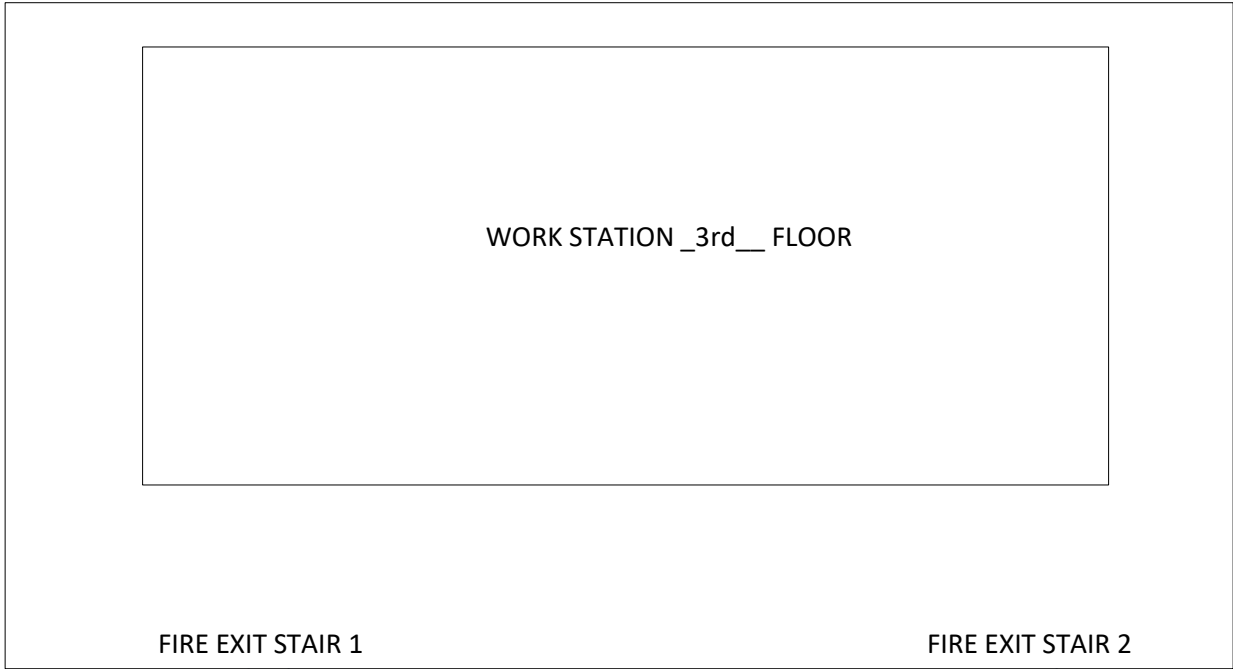 WORK STATION _3rd__ FLOOR
FIRE EXIT STAIR 1
FIRE EXIT STAIR 2